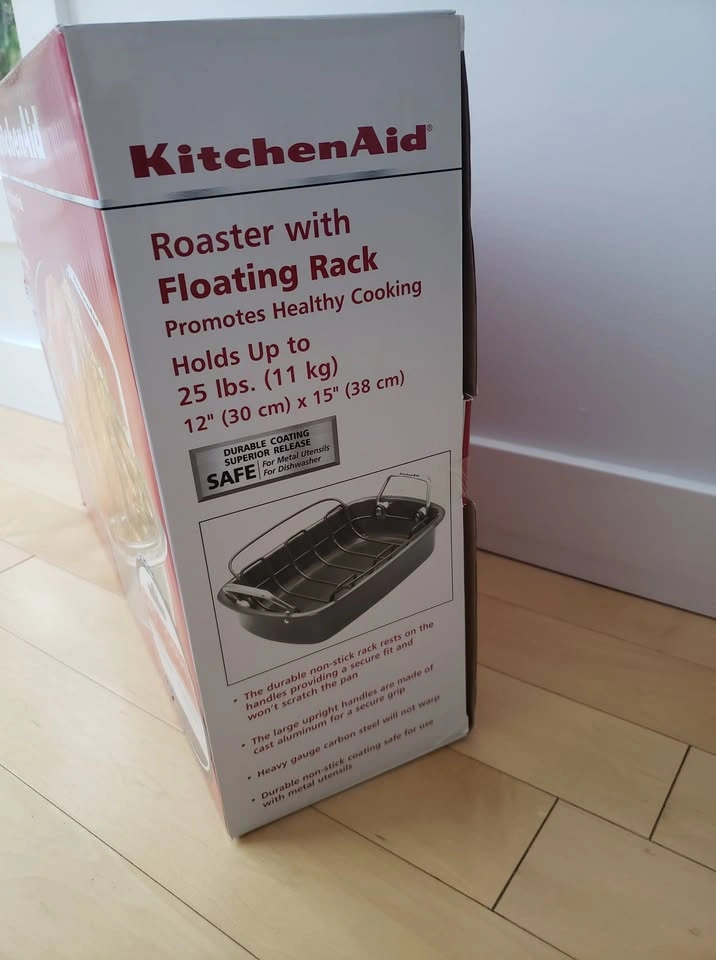 KitchenAid
KitchenAid®
Roaster with
Floating Rack
Promotes Healthy Cooking
Holds Up to
25 lbs. (11 kg)
12" (30 cm) x 15" (38 cm)
DURABLE COATING
SUPERIOR RELEASE
SAFE For Metal Utensils
For Dishwasher
KitchenAid
• The durable non-stick rack rests on the
handles providing a secure fit and
won't scratch the pan
• The large upright handles are made of
cast aluminum for a secure grip
• Heavy gauge carbon steel will not warp
• Durable non-stick coating safe for use
with metal utensils